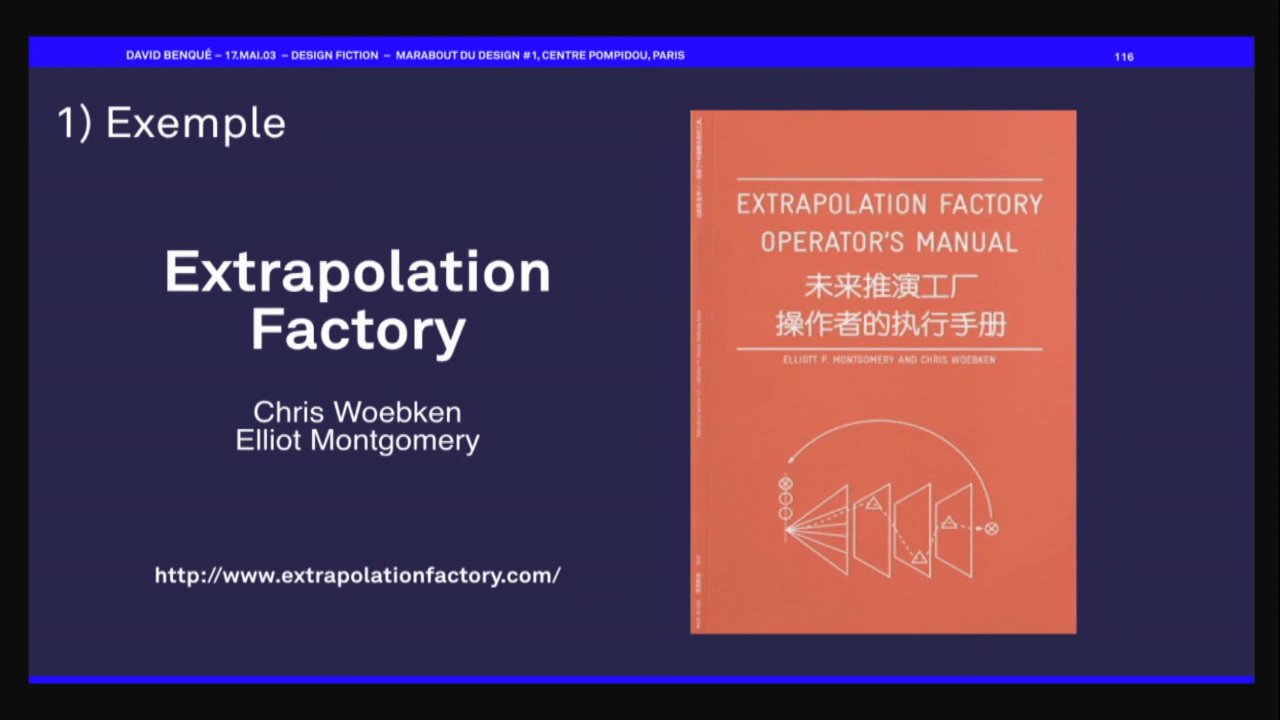 DAVID BENQUÉ – 17.MAI.03 – DESIGN FICTION – MARABOUT DU DESIGN #1, CENTRE POMPIDOU, PARIS
116
1) Exemple
Extrapolation
Factory
Chris Woebken
Elliot Montgomery
http://www.extrapolationfactory.com/
EXTRAPOLATION FACTORY
OPERATOR'S MANUAL
未来推演工厂
操作者的执行手册
ELLIOTT P. MONTGOMERY AND CHRIS WOEBKEN